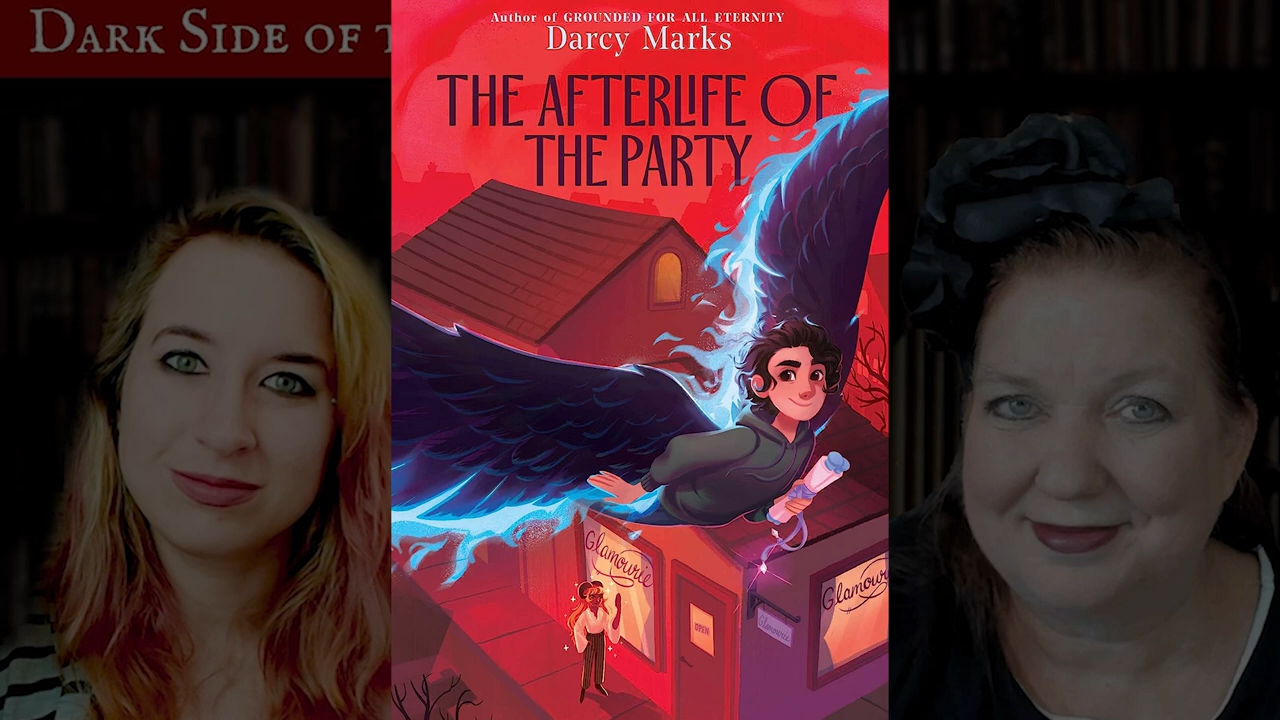 DARK SIDE OF
Author of GROUNDED FOR ALL ETERNITY
Darcy Marks
THE AFTERLIFE OF
THE PARTY
Glamourie
Glamour
OPEN
Glamourie